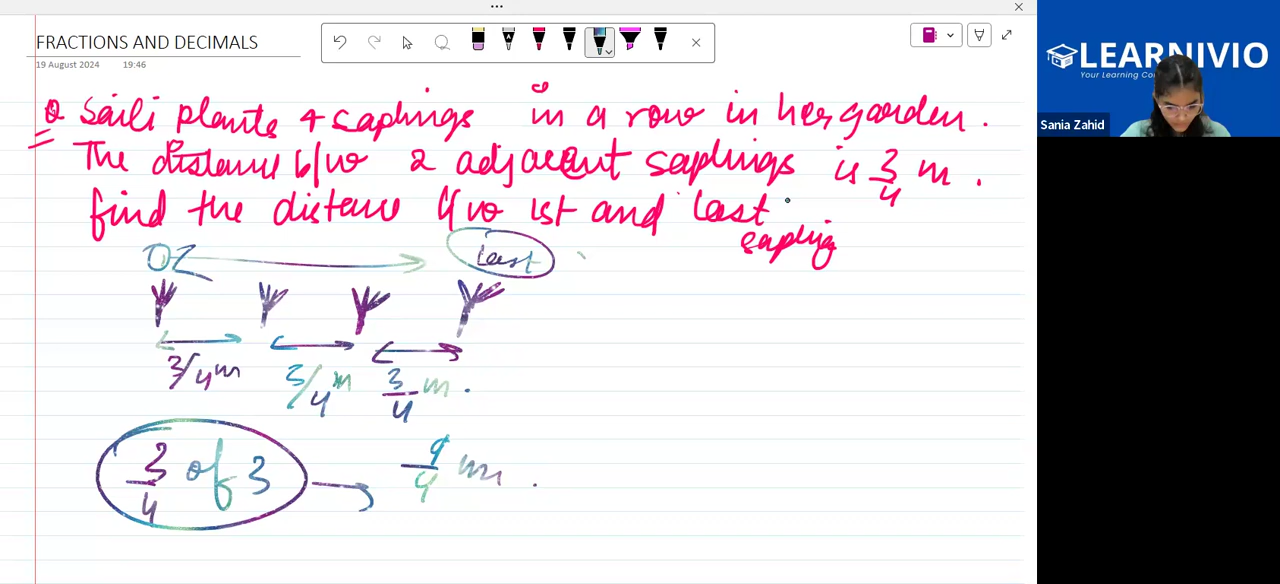 FRACTIONS AND DECIMALS
19 August 2024 19:46
LEARNIVIO
Your Learning
Sania Zahid
Q Saili plants 4 saplings in a row in her garden.
The distance b/w 2 adjacent saplings is 3/4 m.
find the distance b/w 1st and last
sapling
last
3/4 m 3/4 m 3/4 m.
3/4 of 3 → 9/4 m.